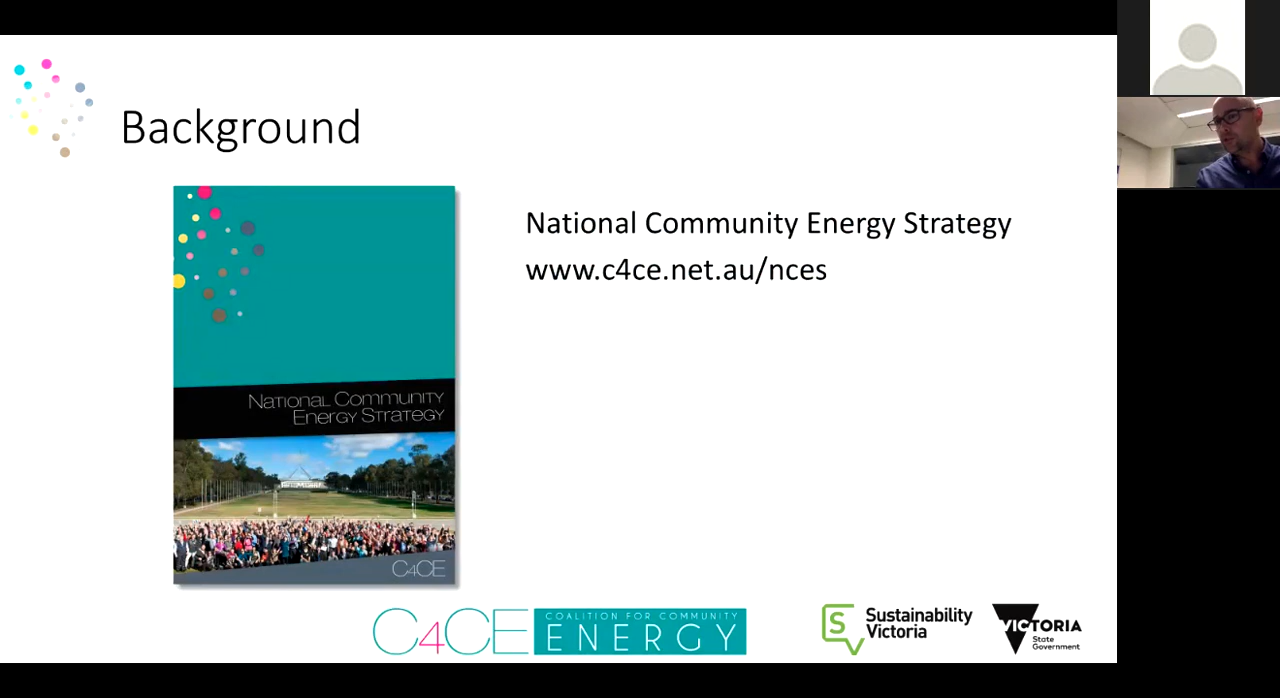 Background
National Community Energy Strategy
www.c4ce.net.au/nces
National Community
Energy Strategy
C4CE
C4CE
COALITION FOR COMMUNITY
ENERGY
S
Sustainability
Victoria
VICTORIA
State
Government